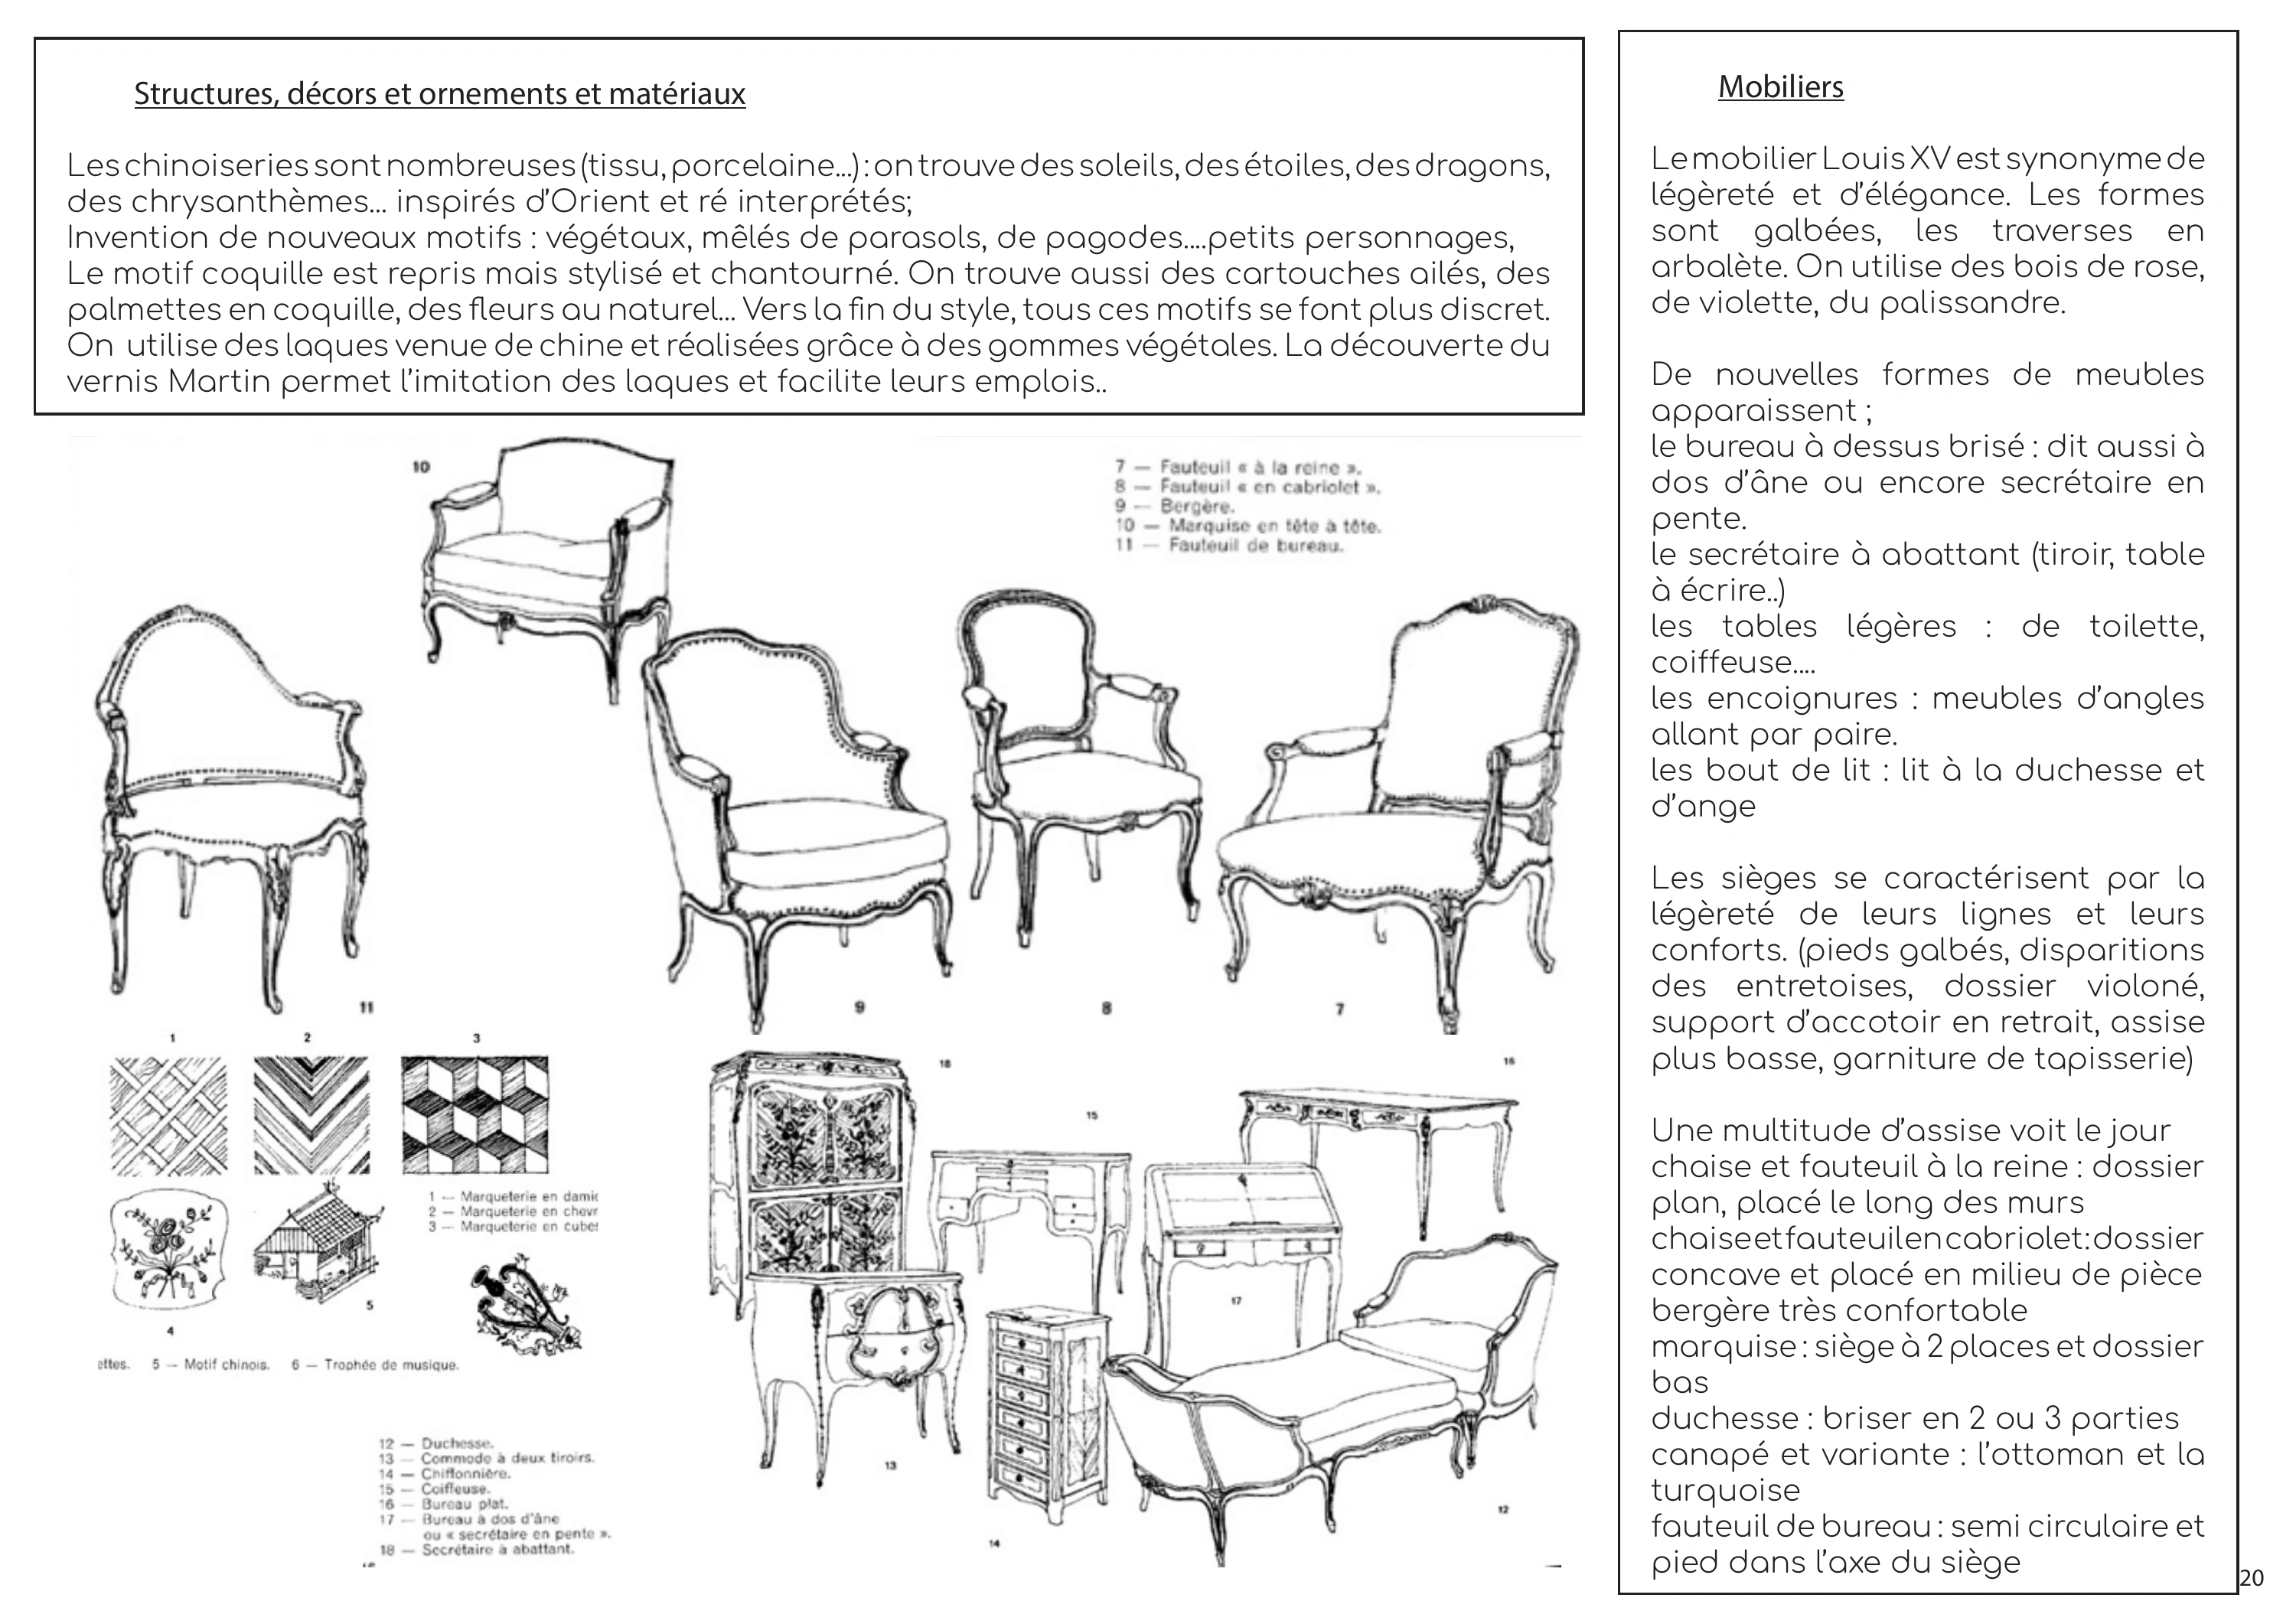 Structures, décors et ornements et matériaux
Les chinoiseries sont nombreuses (tissu, porcelaine...) : on trouve des soleils, des étoiles, des dragons,
des chrysanthèmes... inspirés d'Orient et ré interprétés;
Invention de nouveaux motifs : végétaux, mêlés de parasols, de pagodes....petits personnages,
Le motif coquille est repris mais stylisé et chantourné. On trouve aussi des cartouches ailés, des
palmettes en coquille, des fleurs au naturel... Vers la fin du style, tous ces motifs se font plus discret.
On utilise des laques venue de chine et réalisées grâce à des gommes végétales. La découverte du
vernis Martin permet l'imitation des laques et facilite leurs emplois..
10
7 — Fauteuil « à la reine ».
8 — Fauteuil « en cabriolet ».
9 — Bergère.
10 — Marquise en tête à tête.
11 — Fauteuil de bureau.
11
9
8
7
1
2
3
18
16
15
1 — Marqueterie en damie
2 — Marqueterie en chevr
3 — Marqueterie en cubes
5
4
17
ettes. 5 — Motif chinois. 6 — Trophée de musique.
12 — Duchesse.
13 — Commode à deux tiroirs.
14 — Chiffonnière.
15 — Coiffeuse.
16 — Bureau plat.
17 — Bureau à dos d'âne
ou « secrétaire en pente ».
18 — Secrétaire à abattant.
13
12
14
Mobiliers
Le mobilier Louis XV est synonyme de
légèreté et d'élégance. Les formes
sont galbées, les traverses en
arbalète. On utilise des bois de rose,
de violette, du palissandre.
De nouvelles formes de meubles
apparaissent ;
le bureau à dessus brisé : dit aussi à
dos d'âne ou encore secrétaire en
pente.
le secrétaire à abattant (tiroir, table
à écrire..)
les tables légères : de toilette,
coiffeuse....
les encoignures : meubles d'angles
allant par paire.
les bout de lit : lit à la duchesse et
d'ange
Les sièges se caractérisent par la
légèreté de leurs lignes et leurs
conforts. (pieds galbés, disparitions
des entretoises, dossier violoné,
support d'accotoir en retrait, assise
plus basse, garniture de tapisserie)
Une multitude d'assise voit le jour
chaise et fauteuil à la reine : dossier
plan, placé le long des murs
chaise et fauteuil en cabriolet : dossier
concave et placé en milieu de pièce
bergère très confortable
marquise : siège à 2 places et dossier
bas
duchesse : briser en 2 ou 3 parties
canapé et variante : l'ottoman et la
turquoise
fauteuil de bureau : semi circulaire et
pied dans l'axe du siège
20